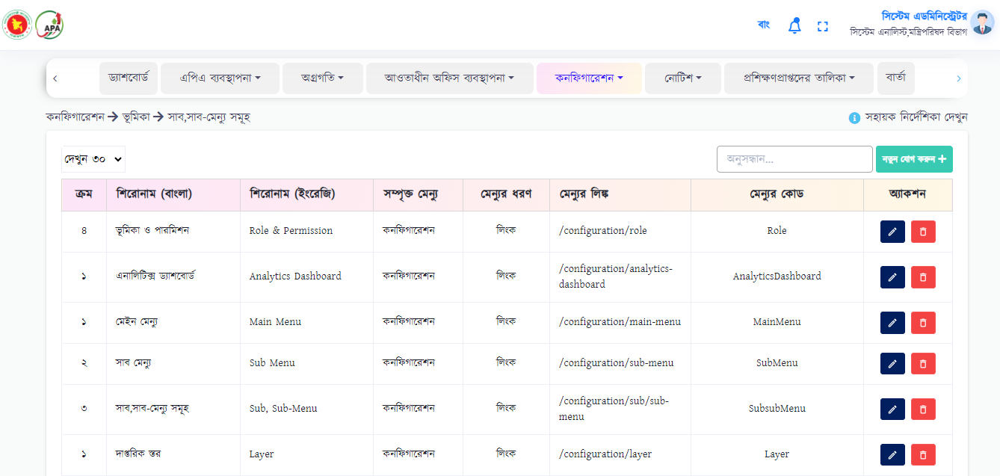 APA
বাং
সিস্টেম এডমিনিস্ট্রেটর
সিস্টেম এনালিস্ট,মন্ত্রিপরিষদ বিভাগ
ড্যাশবোর্ড এপিএ ব্যবস্থাপনা অগ্রগতি আওতাধীন অফিস ব্যবস্থাপনা কনফিগারেশন নোটিশ প্রশিক্ষণপ্রাপ্তদের তালিকা বার্তা
কনফিগারেশন → ভূমিকা → সাব,সাব-মেন্যু সমূহ
সহায়ক নির্দেশিকা দেখুন
দেখুন ৩০
অনুসন্ধান...
নতুন যোগ করুন +
ক্রম শিরোনাম (বাংলা) শিরোনাম (ইংরেজি) সম্পৃক্ত মেন্যু মেন্যুর ধরণ মেন্যুর লিঙ্ক মেন্যুর কোড অ্যাকশন
৪ ভূমিকা ও পারমিশন Role & Permission কনফিগারেশন লিংক /configuration/role Role
১ এনালিটিক্স ড্যাশবোর্ড Analytics Dashboard কনফিগারেশন লিংক /configuration/analytics-
dashboard AnalyticsDashboard
১ মেইন মেন্যু Main Menu কনফিগারেশন লিংক /configuration/main-menu MainMenu
২ সাব মেন্যু Sub Menu কনফিগারেশন লিংক /configuration/sub-menu SubMenu
৩ সাব,সাব-মেন্যু সমূহ Sub, Sub-Menu কনফিগারেশন লিংক /configuration/sub/sub-
menu SubsubMenu
১ দাপ্তরিক স্তর Layer কনফিগারেশন লিংক /configuration/layer Layer